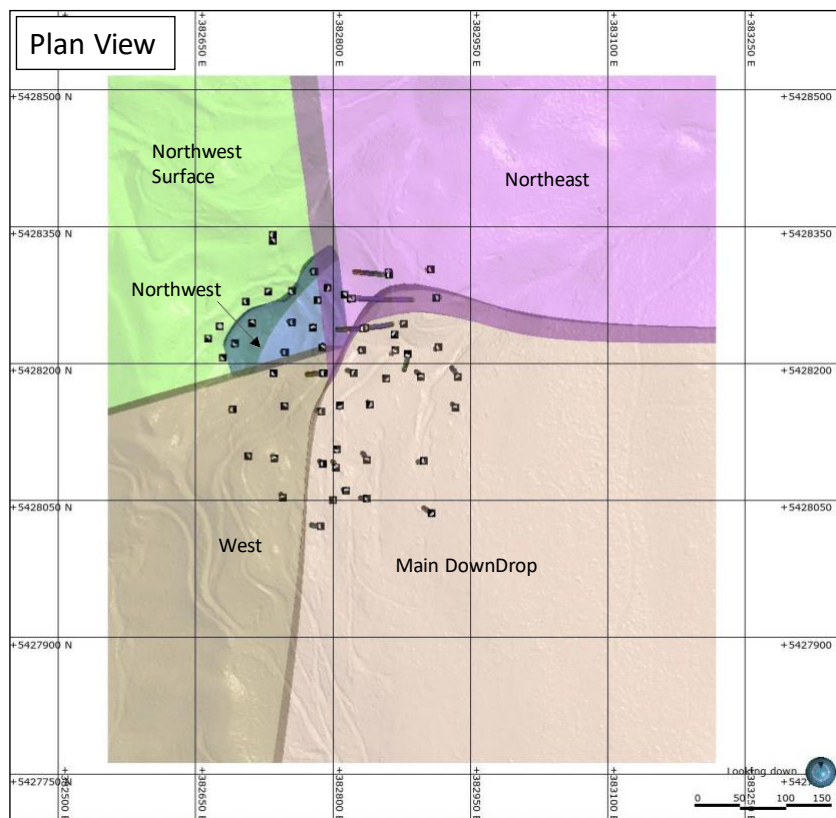 Plan View
+382650 E
+382800 E
+382950 E
+383100 E
+383250 E
+5428500 N
+5428500
Northwest
Surface
Northeast
+5428350 N
+5428350
Northwest
+5428200 N
+5428200
+5428050 N
+5428050
West
Main DownDrop
+5427900 N
+5427900
Looking down
+5427750 N
+382500 E
+382650 E
+382800 E
+382950 E
+383100 E
0 50 100 150